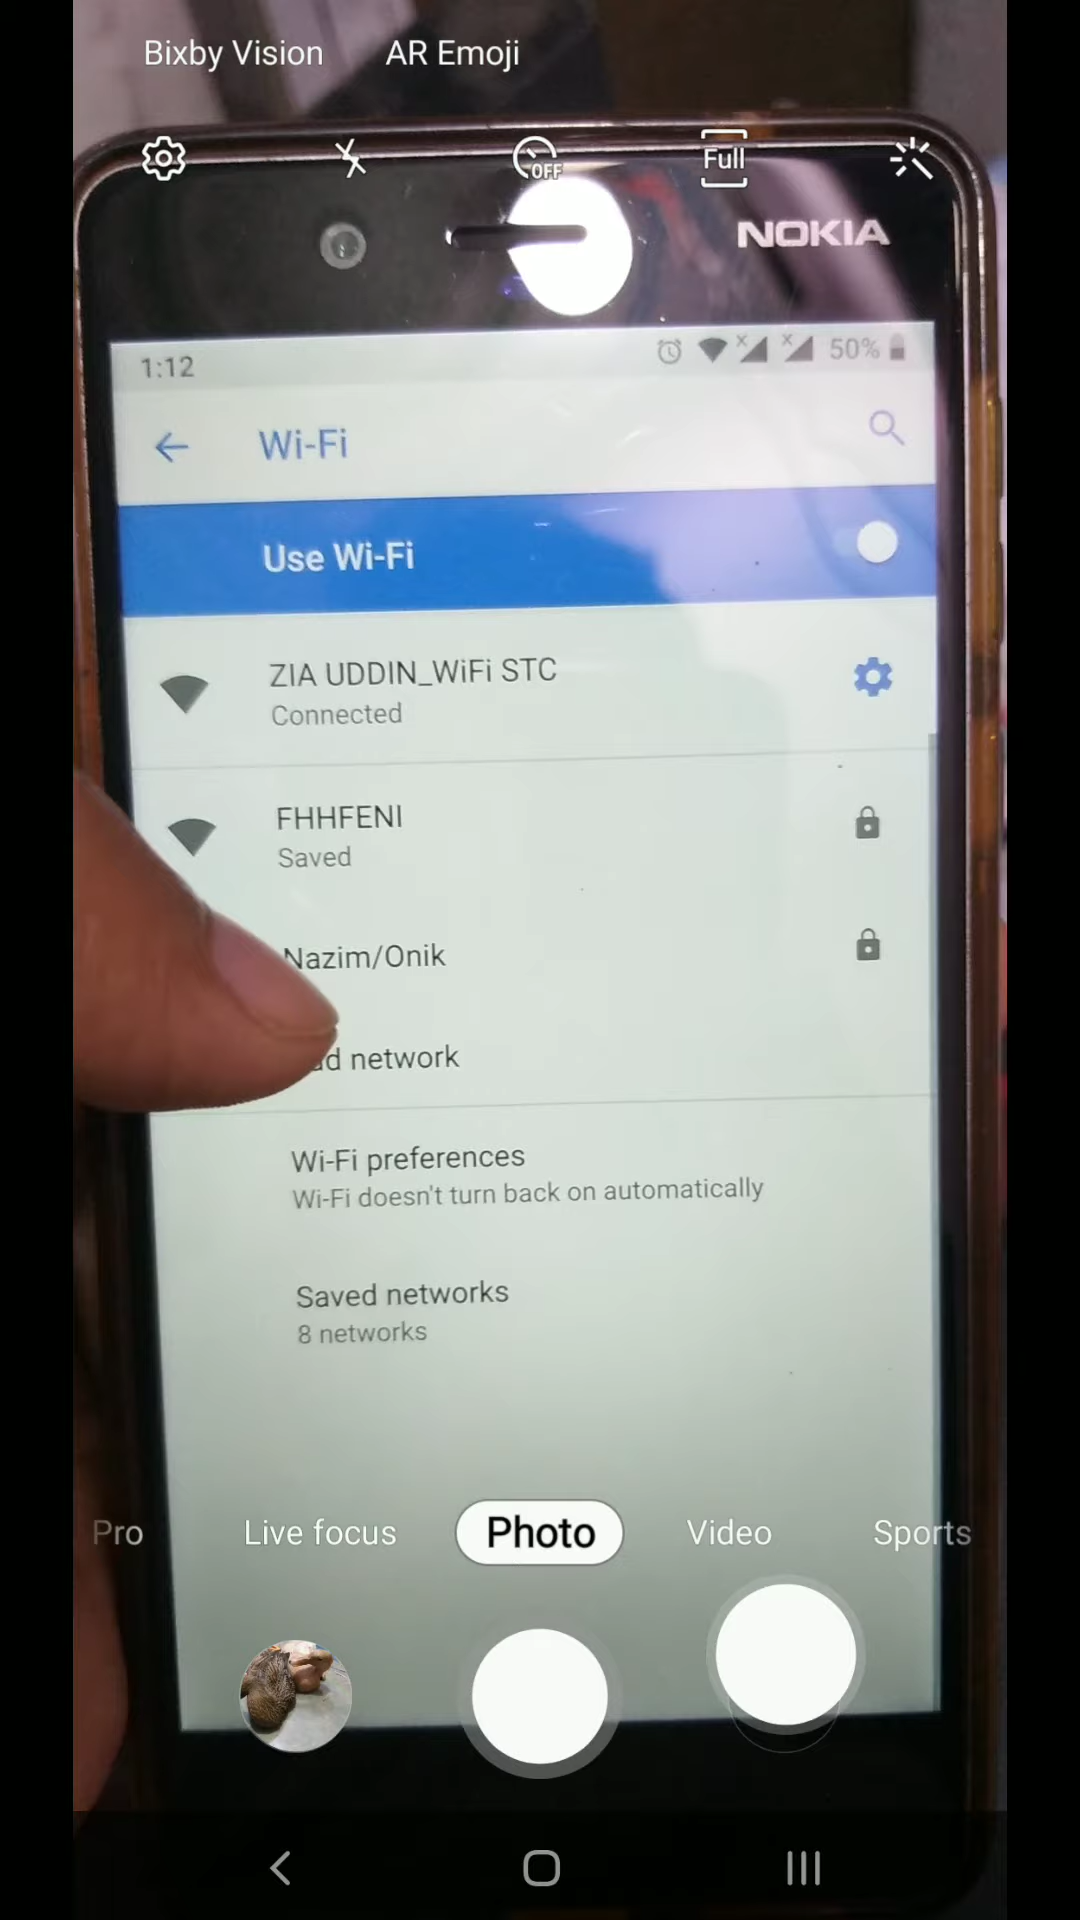 Bixby Vision AR Emoji
OFF Full
NOKIA
1:12 50%
Wi-Fi
Use Wi-Fi
ZIA UDDIN_WiFi STC
Connected
FHHFENI
Saved
Nazim/Onik
network
Wi-Fi preferences
Wi-Fi doesn't turn back on automatically
Saved networks
8 networks
Pro Live focus Photo Video Sports